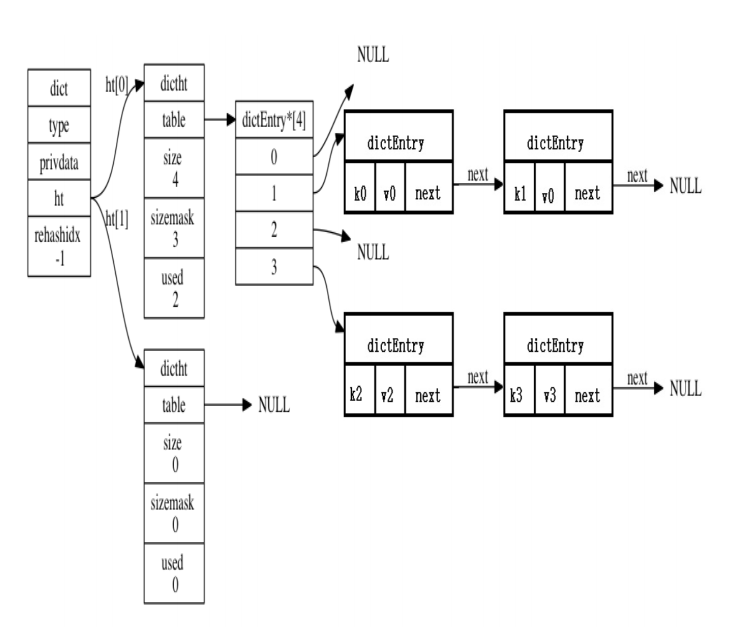 dict
type
privdata
ht
rehashidx
-1
ht[0]
ht[1]
dictht
table
size
4
sizemask
3
used
2
dictht
table
size
0
sizemask
0
used
0
NULL
dictEntry*[4]
0
1
2
3
NULL
dictEntry
k0 v0 next
next
dictEntry
k1 v0 next
next
NULL
NULL
dictEntry
k2 v2 next
next
dictEntry
k3 v3 next
next
NULL